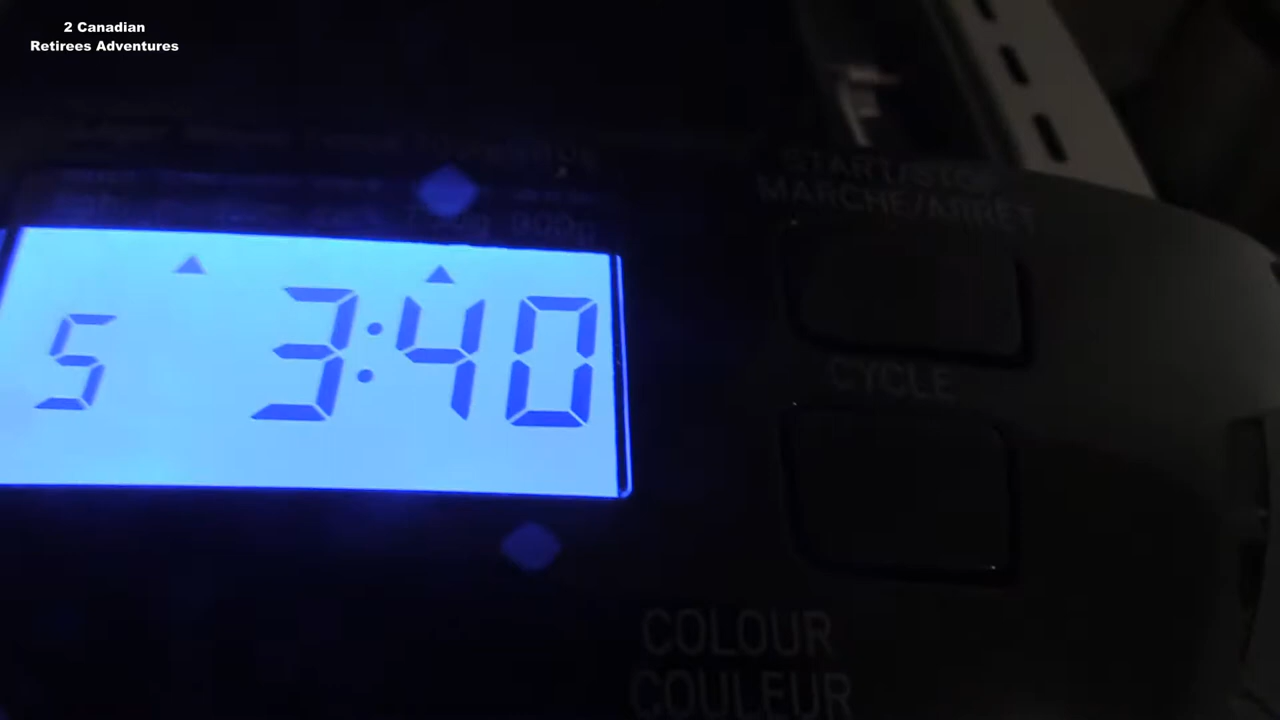 2 Canadian
Retirees Adventures
START/STOP
MARCHE/ARRÊT
5 3:40
CYCLE
COLOUR
COULEUR